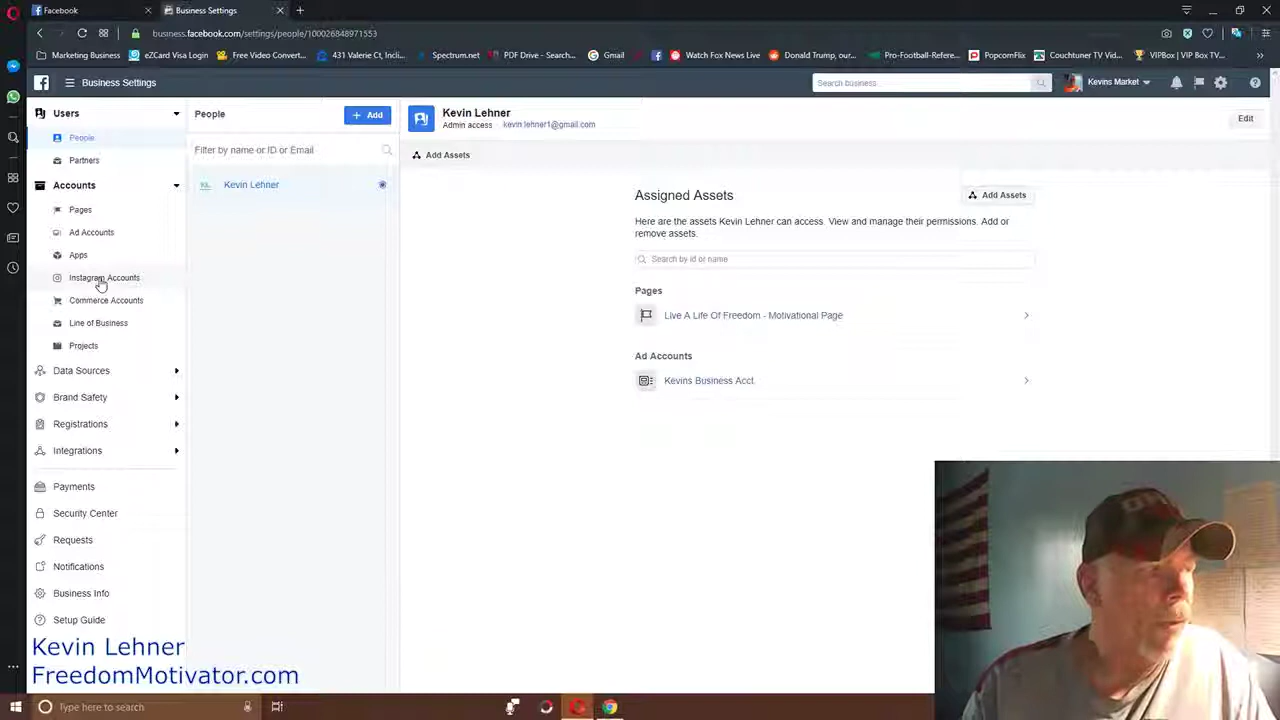 Facebook
Business Settings
business.facebook.com/settings/people/100026848971553
Marketing Business
eZCard Visa Login
Free Video Convert...
431 Valeria Ct, Incli...
Spectrum.net
PDF Drive - Search...
Gmail
Watch Fox News Live
Donald Trump, our...
Pro-Football-Refere...
PopcornFlix
Couchtuner TV Vid...
VIPBox | VIP Box TV...
Business Settings
Search business
Kevins Market
Users
People
Partners
Accounts
Pages
Ad Accounts
Apps
Instagram Accounts
Commerce Accounts
Line of Business
Projects
Data Sources
Brand Safety
Registrations
Integrations
Payments
Security Center
Requests
Notifications
Business Info
Setup Guide
People
+ Add
Filter by name or ID or Email
Kevin Lehner
Kevin Lehner
Admin access
kevin.lehner1@gmail.com
Edit
Add Assets
Assigned Assets
Add Assets
Here are the assets Kevin Lehner can access. View and manage their permissions. Add or
remove assets.
Search by id or name
Pages
Live A Life Of Freedom - Motivational Page
Ad Accounts
Kevins Business Acct
Kevin Lehner
FreedomMotivator.com
Type here to search